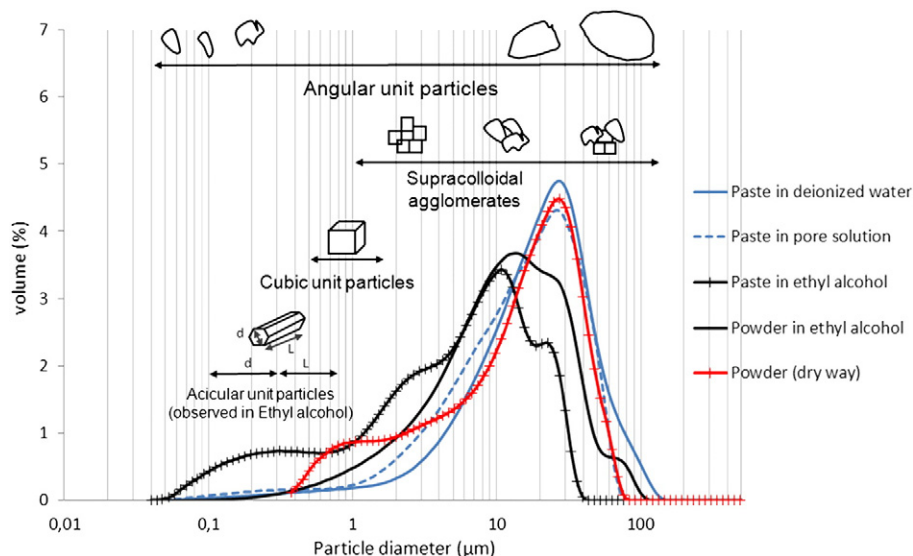 7
6
5
4
3
2
1
0
volume (%)
0,01
0,1
1
10
100
Particle diameter (µm)
Angular unit particles
Supracolloidal
agglomerates
Cubic unit particles
d
L
d
L
Acicular unit particles
(observed in Ethyl alcohol)
Paste in deionized water
Paste in pore solution
Paste in ethyl alcohol
Powder in ethyl alcohol
Powder (dry way)